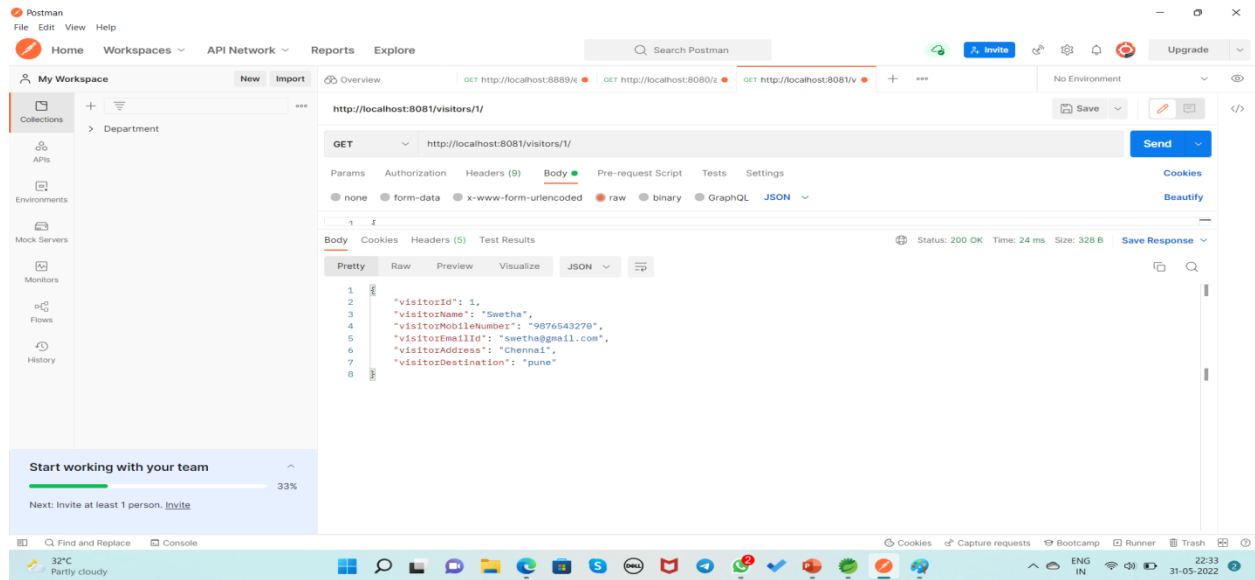 Postman
File Edit View Help
Home Workspaces API Network Reports Explore Search Postman Invite Upgrade
My Workspace New Import Overview GET http://localhost:8889/e GET http://localhost:8080/a GET http://localhost:8081/v + No Environment
Collections
APIs
Environments
Mock Servers
Monitors
Flows
History
Department
http://localhost:8081/visitors/1/ Save
GET http://localhost:8081/visitors/1/ Send
Params Authorization Headers (9) Body Pre-request Script Tests Settings Cookies
none form-data x-www-form-urlencoded raw binary GraphQL JSON Beautify
1 {
Body Cookies Headers (5) Test Results Status: 200 OK Time: 24 ms Size: 328 B Save Response
Pretty Raw Preview Visualize JSON
1 {
2 "visitorId": 1,
3 "visitorName": "Swetha",
4 "visitorMobileNumber": "9876543270",
5 "visitorEmailId": "swetha@gmail.com",
6 "visitorAddress": "Chennai",
7 "visitorDestination": "pune"
8 }
Start working with your team
33%
Next: Invite at least 1 person. Invite
Find and Replace Console Cookies Capture requests Bootcamp Runner Trash
32°C
Partly cloudy
DELL
2
ENG
IN
22:33
31-05-2022
2